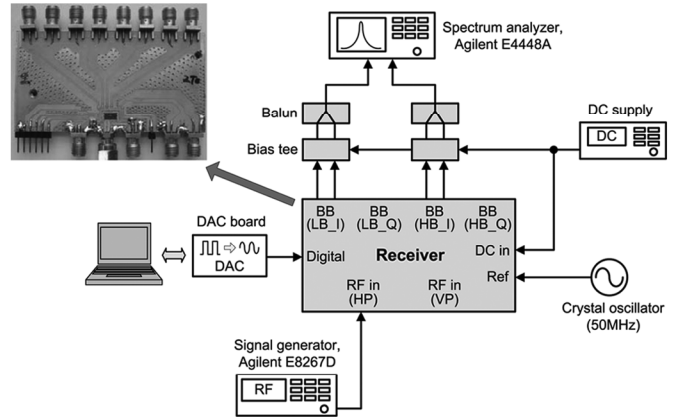 Spectrum analyzer,
Agilent E4448A
Balun
Bias tee
DC supply
DC
BB
(LB_I)
BB
(LB_Q)
BB
(HB_I)
BB
(HB_Q)
DAC board
DAC
Digital
Receiver
DC in
Ref
RF in
(HP)
RF in
(VP)
Crystal oscillator
(50MHz)
Signal generator,
Agilent E8267D
RF